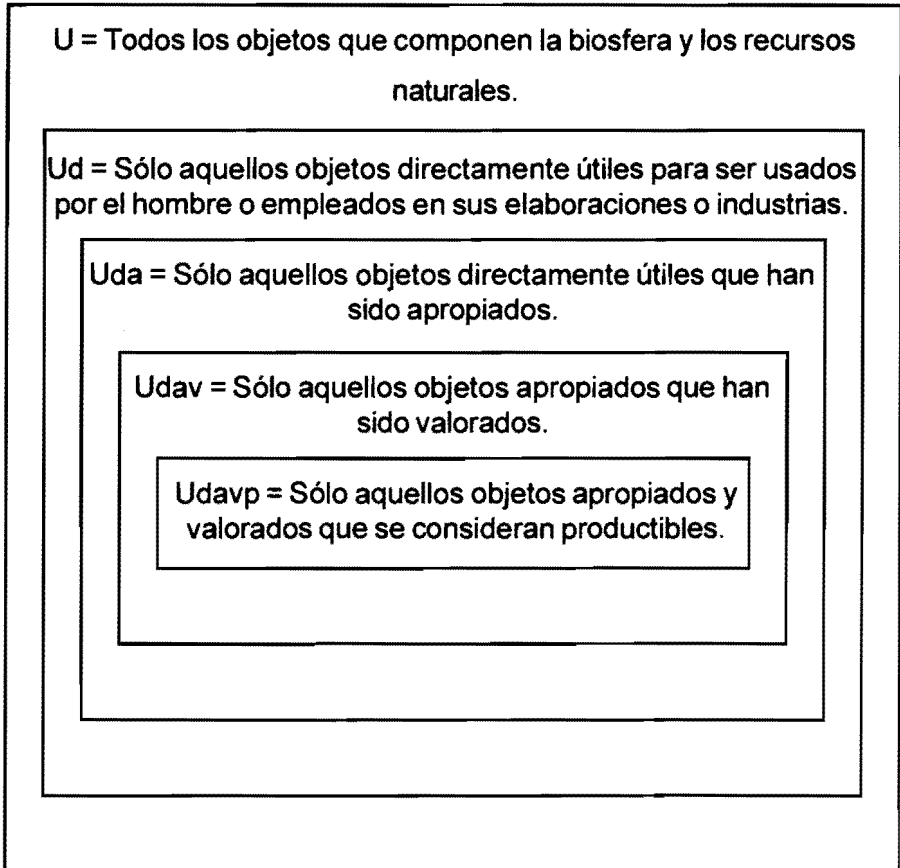 U = Todos los objetos que componen la biosfera y los recursos
naturales.
Ud = Sólo aquellos objetos directamente útiles para ser usados
por el hombre o empleados en sus elaboraciones o industrias.
Uda = Sólo aquellos objetos directamente útiles que han
sido apropiados.
Udav = Sólo aquellos objetos apropiados que han
sido valorados.
Udavp = Sólo aquellos objetos apropiados y
valorados que se consideran productibles.